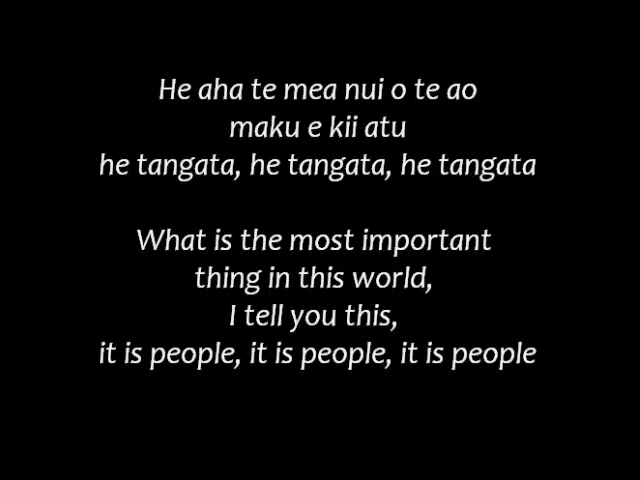 He aha te mea nui o te ao
maku e kii atu
he tangata, he tangata, he tangata
What is the most important
thing in this world,
I tell you this,
it is people, it is people, it is people